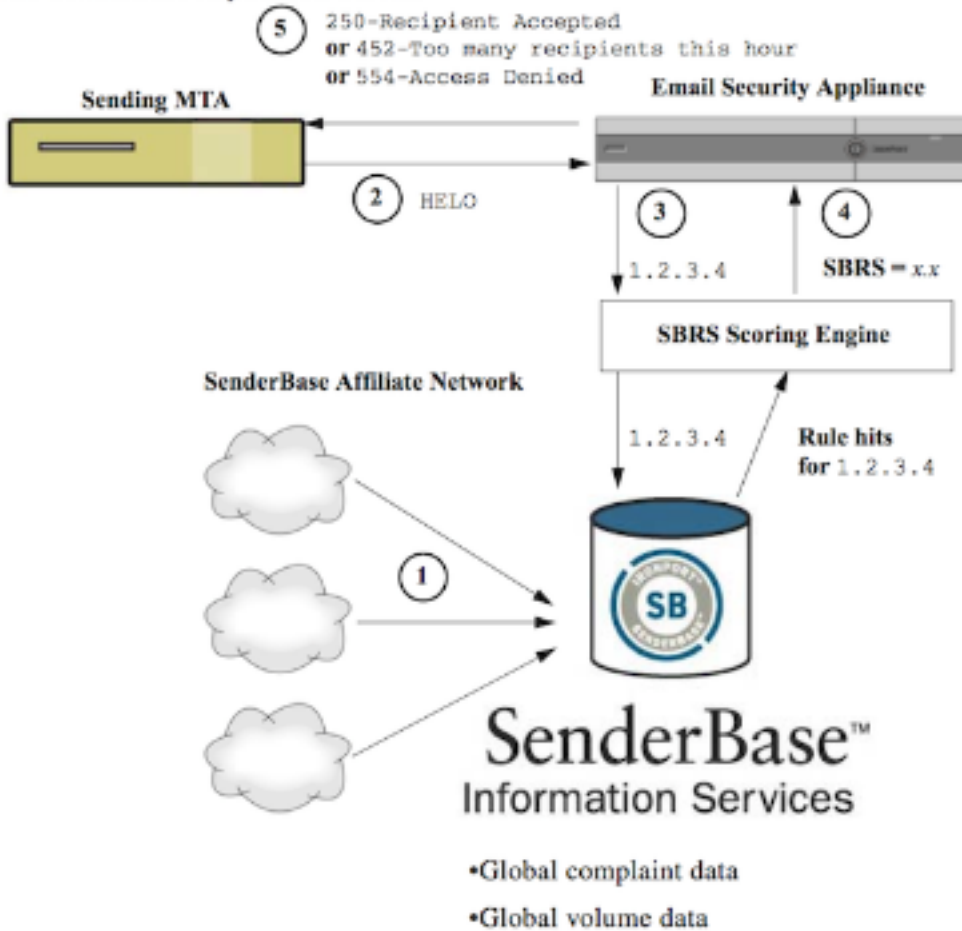 5
250-Recipient Accepted
or 452-Too many recipients this hour
or 554-Access Denied
Sending MTA
Email Security Appliance
2
HELO
3
4
1.2.3.4
SBRS = x.x
SBRS Scoring Engine
SenderBase Affiliate Network
1.2.3.4
Rule hits
for 1.2.3.4
1
IRONPORT
SB
SENDERBASE
SenderBase™
Information Services
•Global complaint data
•Global volume data